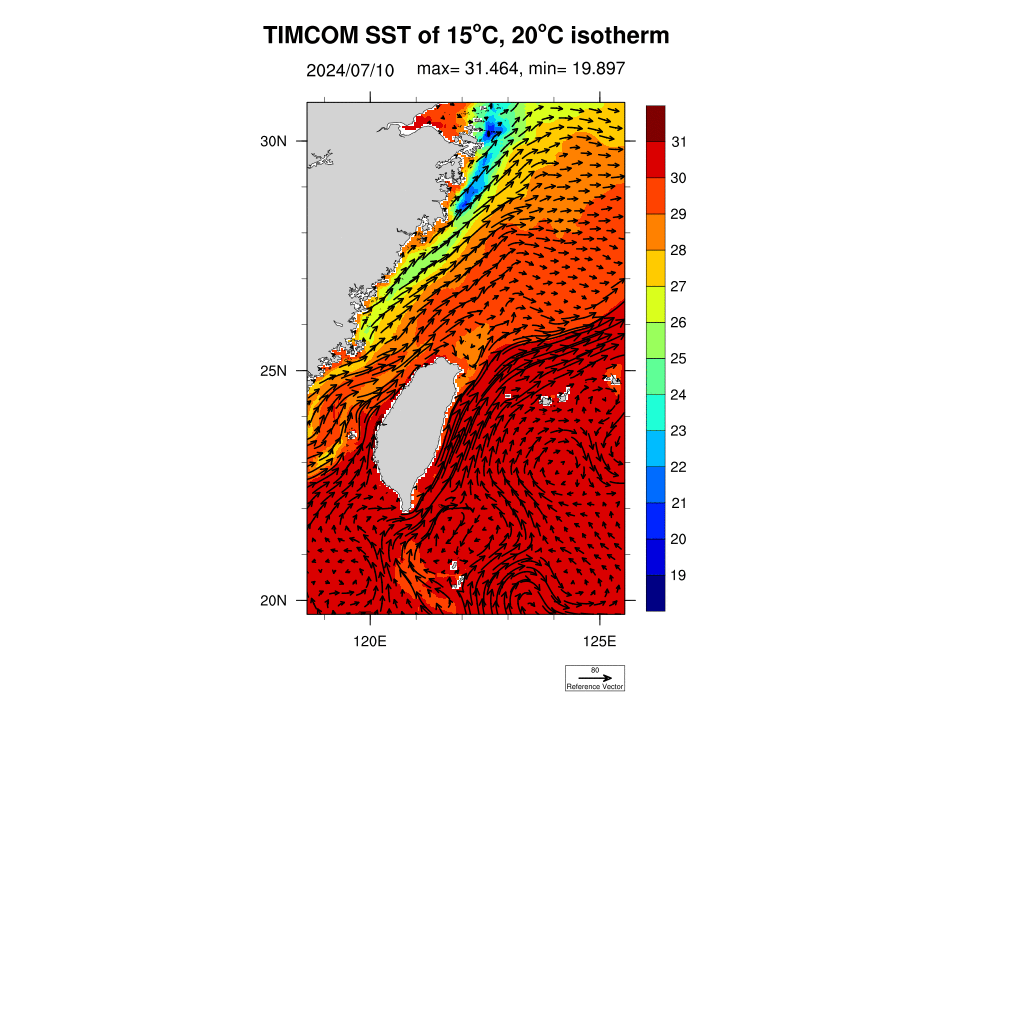 TIMCOM SST of 15°C, 20°C isotherm
2024/07/10 max= 31.464, min= 19.897
30N
25N
20N
120E 125E
31
30
29
28
27
26
25
24
23
22
21
20
19
80
Reference Vector